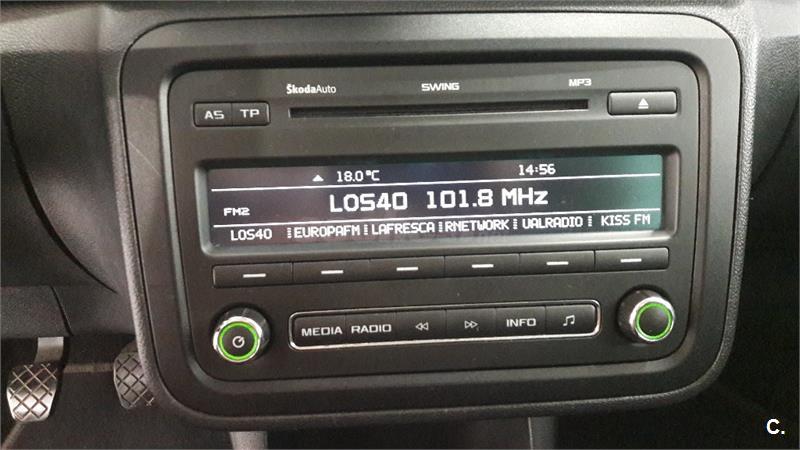 ŠkodaAuto SWING MP3
AS TP
18.0°C 14:56
LOS40 101.8 MHz
FM2
LOS40 EUROPAFM LAFRESCA RNETWORK VALRADIO KISS FM
MEDIA RADIO INFO
C.